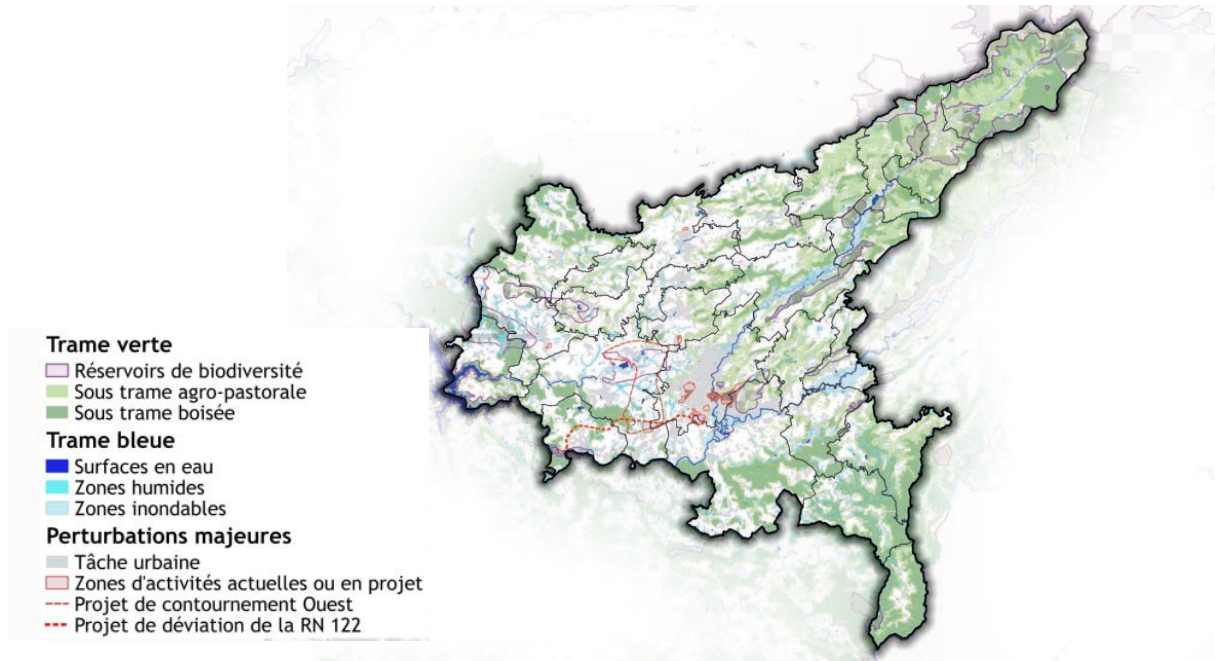 Trame verte
Réservoirs de biodiversité
Sous trame agro-pastorale
Sous trame boisée
Trame bleue
Surfaces en eau
Zones humides
Zones inondables
Perturbations majeures
Tâche urbaine
Zones d'activités actuelles ou en projet
Projet de contournement Ouest
Projet de déviation de la RN 122